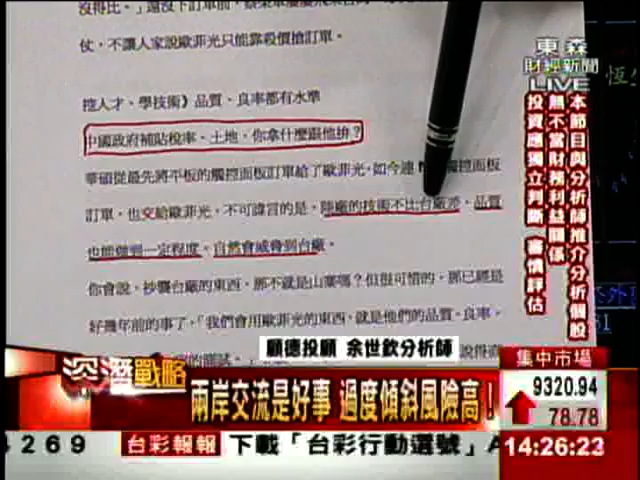 仗,不讓人家說歐菲光只能靠殺價搶訂單。
挖人才、學技術》品質、良率都有水準
中國政府補貼稅率、土地,你拿什麼跟他拚?
華碩從最先將平板的觸控面板訂單給了歐菲光,如今連
觸控面板
訂單,也交給歐菲光,不可諱言的是,陸廠的技術不比台廠差,品質
也能做到一定程度,自然會威脅到台廠。
你會說,抄襲台廠的東西,那不就是山寨嗎?但很可惜的,那已經是
好幾年前的事了,「我們會用歐菲光的東西,就是他們的品質、良率,
東森
財經新聞
LIVE
本節目與分析師推介分析個股
無不當財務利益關係
投資應獨立判斷 審慎評估
顧德投顧 余世欽分析師
深潛戰略
兩岸交流是好事 過度傾斜風險高!
集中市場
9320.94
78.78
4269
台彩報報
下載「台彩行動選號」A
14:26:23